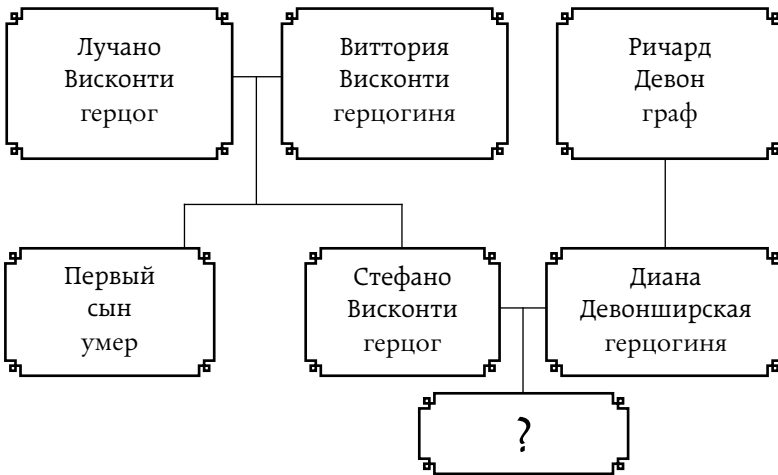 Лучано
Висконти
герцог
Виттория
Висконти
герцогиня
Ричард
Девон
граф
Первый
сын
умер
Стефано
Висконти
герцог
Диана
Девонширская
герцогиня
?